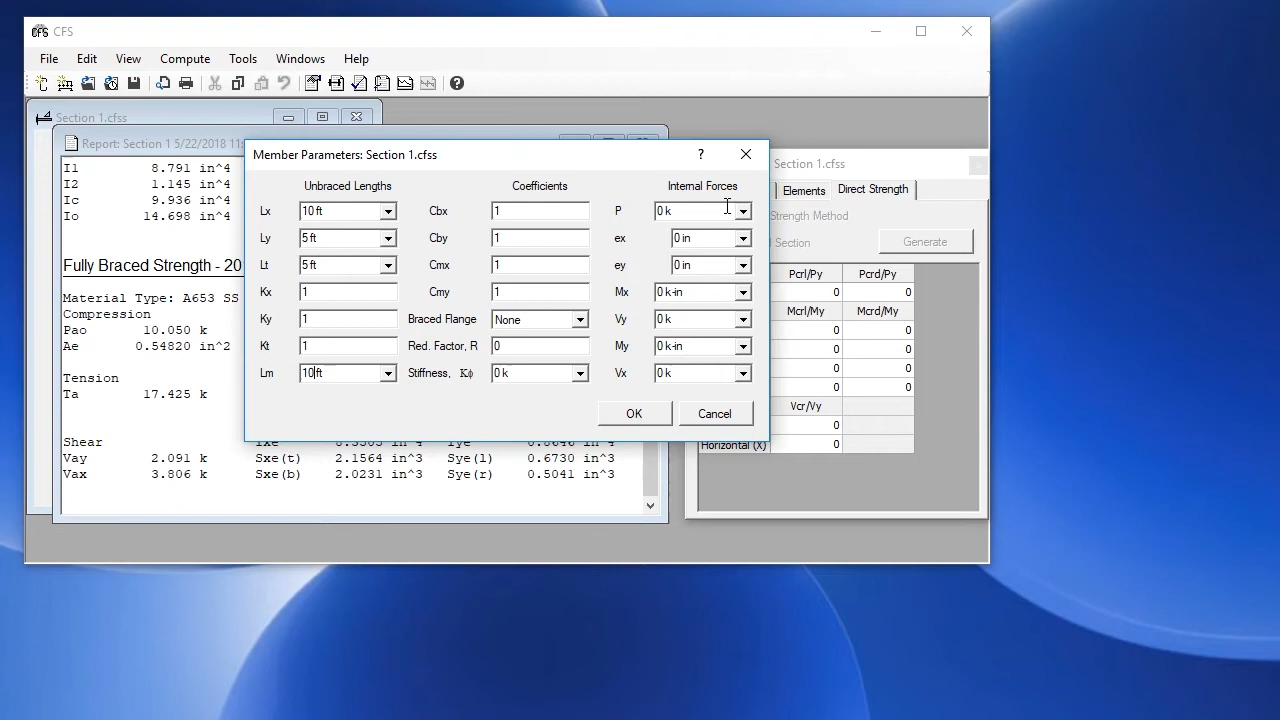 CFS
File Edit View Compute Tools Windows Help
Section 1.cfss
Report: Section 1 5/22/2018 11:
I1 8.791 in^4
I2 1.145 in^4
Ic 9.936 in^4
Io 14.698 in^4
Fully Braced Strength - 20
Material Type: A653 SS
Compression
Pao 10.050 k
Ae 0.54820 in^2
Tension
Ta 17.425 k
Shear
Vay 2.091 k Sxe(t) 2.1564 in^3 Sye(l) 0.6730 in^3
Vax 3.806 k Sxe(b) 2.0231 in^3 Sye(r) 0.5041 in^3
Member Parameters: Section 1.cfss
Unbraced Lengths Coefficients Internal Forces
Lx 10 ft Cbx 1 P 0 k
Ly 5 ft Cby 1 ex 0 in
Lt 5 ft Cmx 1 ey 0 in
Kx 1 Cmy 1 Mx 0 k-in
Ky 1 Braced Flange None Vy 0 k
Kt 1 Red. Factor, R 0 My 0 k-in
Lm 10 ft Stiffness, Kϕ 0 k Vx 0 k
OK Cancel
Section 1.cfss
Elements Direct Strength
Strength Method
Section Generate
Pcrl/Py Pcrd/Py
0 0
Mcrl/My Mcrd/My
0 0
0 0
0 0
0 0
Vcr/Vy
0
Horizontal (X) 0